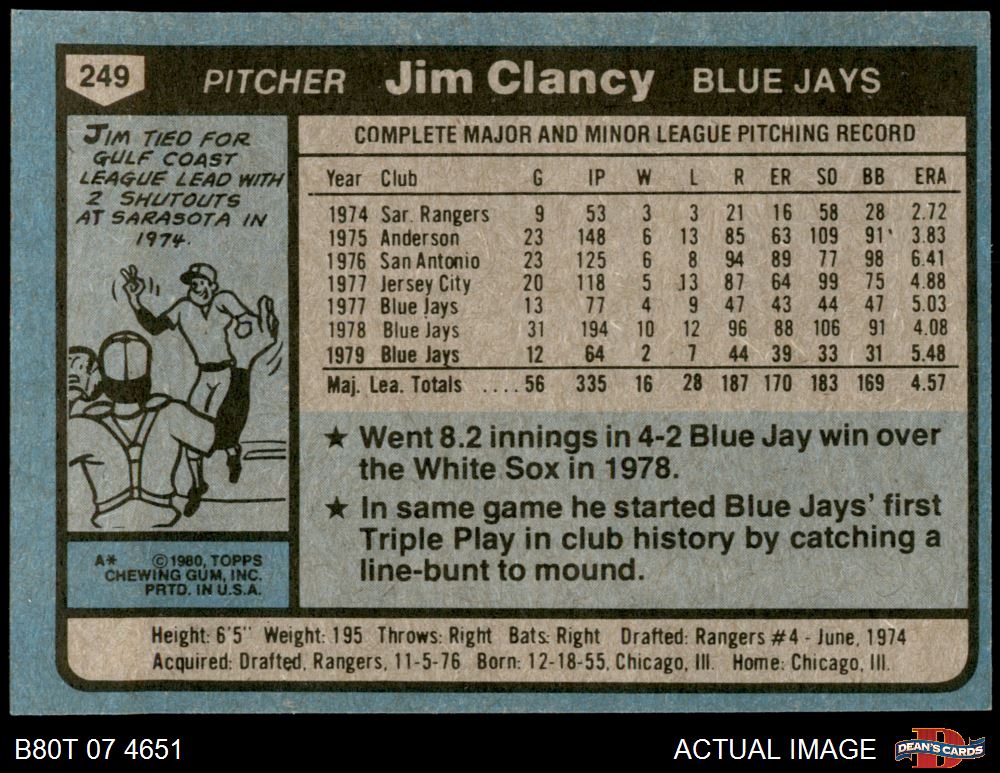 249 PITCHER Jim Clancy BLUE JAYS
JIM TIED FOR
GULF COAST
LEAGUE LEAD WITH
2 SHUTOUTS
AT SARASOTA IN
1974.
COMPLETE MAJOR AND MINOR LEAGUE PITCHING RECORD
Year Club G IP W L R ER SO BB ERA
1974 Sar. Rangers 9 53 3 3 21 16 58 28 2.72
1975 Anderson 23 148 6 13 85 63 109 91 3.83
1976 San Antonio 23 125 6 8 94 89 77 98 6.41
1977 Jersey City 20 118 5 13 87 64 99 75 4.88
1977 Blue Jays 13 77 4 9 47 43 44 47 5.03
1978 Blue Jays 31 194 10 12 96 88 106 91 4.08
1979 Blue Jays 12 64 2 7 44 39 33 31 5.48
Maj. Lea. Totals ....56 335 16 28 187 170 183 169 4.57
★ Went 8.2 innings in 4-2 Blue Jay win over
the White Sox in 1978.
★ In same game he started Blue Jays' first
Triple Play in club history by catching a
line-bunt to mound.
A* ©1980, TOPPS
CHEWING GUM, INC.
PRTD. IN U.S.A.
Height: 6'5" Weight: 195 Throws: Right Bats: Right Drafted: Rangers #4 - June, 1974
Acquired: Drafted, Rangers, 11-5-76 Born: 12-18-55, Chicago, Ill. Home: Chicago, Ill.
B80T 07 4651 ACTUAL IMAGE D DEAN'S CARDS